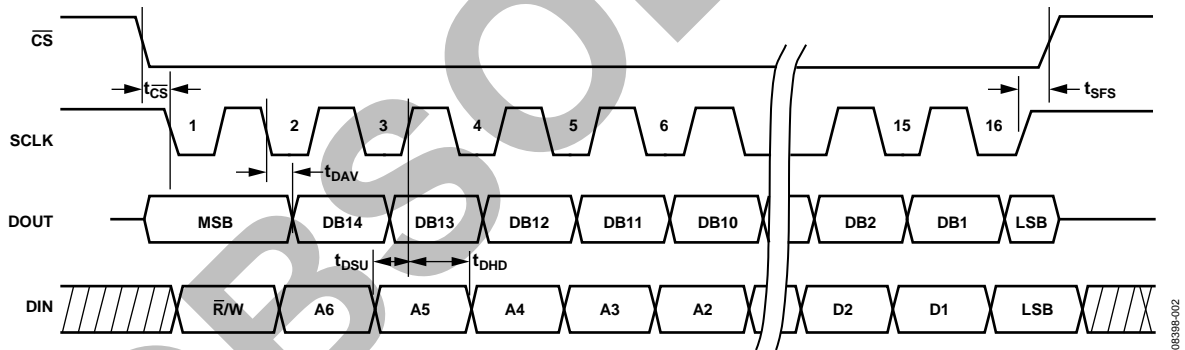 CS
tCS
tSFS
SCLK
1 2 3 4 5 6 15 16
tDAV
DOUT
MSB DB14 DB13 DB12 DB11 DB10 DB2 DB1 LSB
tDSU tDHD
DIN
R/W A6 A5 A4 A3 A2 D2 D1 LSB
08398-002